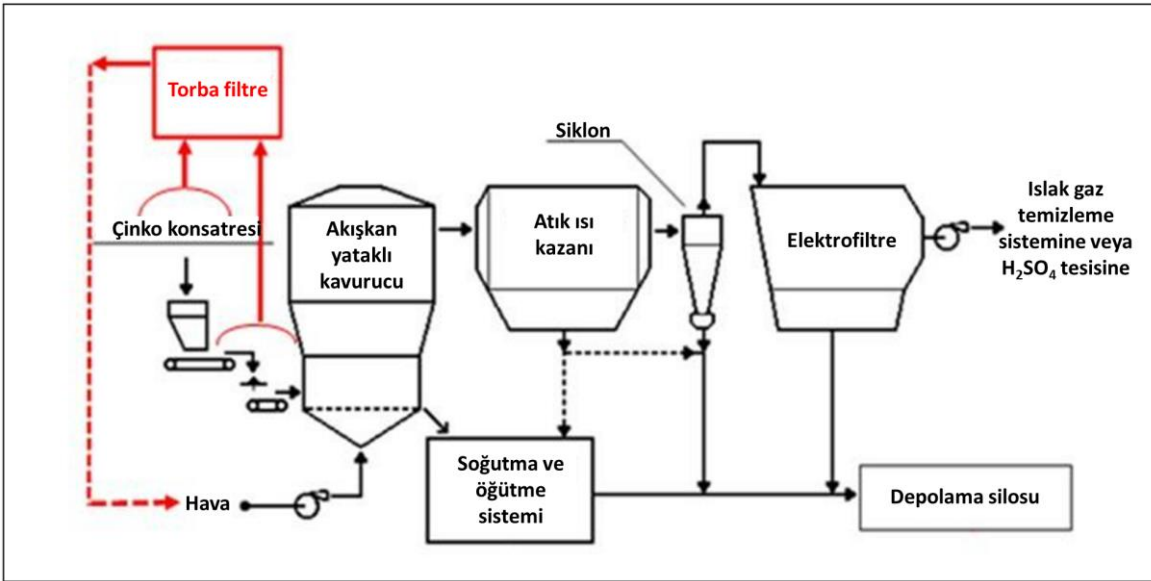 Torba filtre
Siklon
Çinko konsatresi
Akışkan
yataklı
kavurucu
Atık ısı
kazanı
Elektrofiltre
Islak gaz
temizleme
sistemine veya
H₂SO₄ tesisine
Hava
Soğutma ve
öğütme
sistemi
Depolama silosu